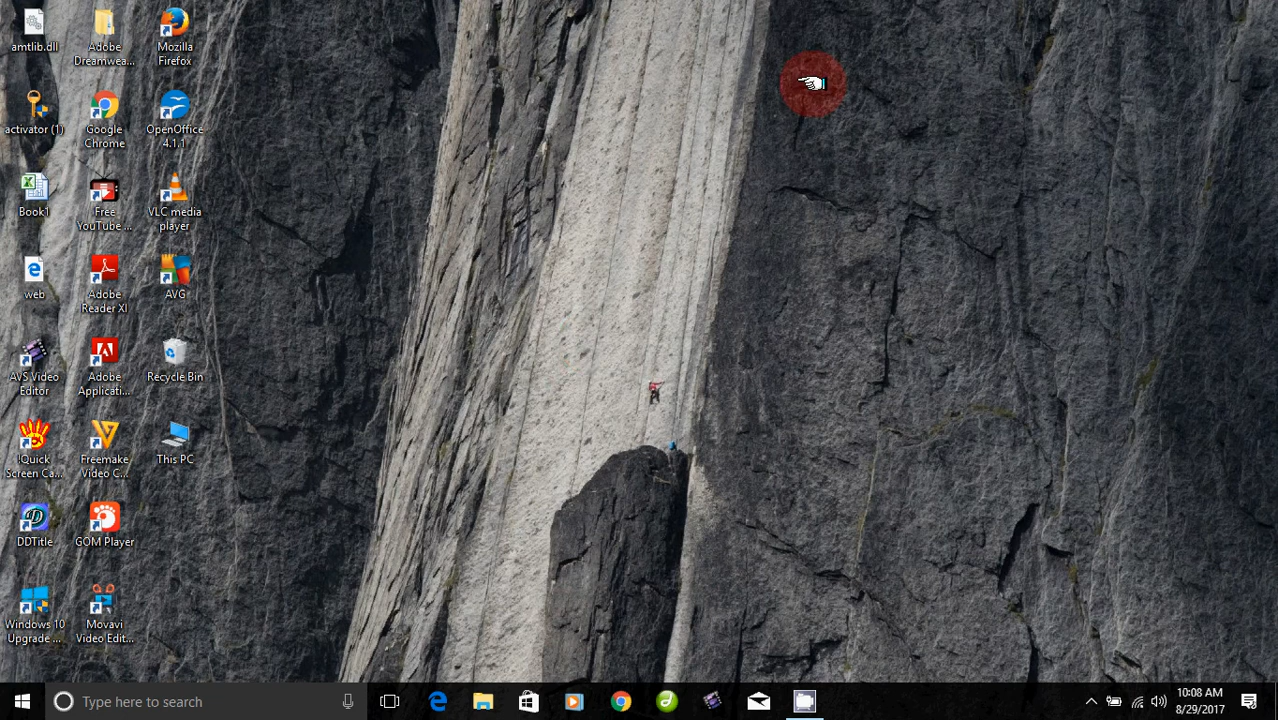 amtlib.dll
Adobe
Dreamwea...
Mozilla
Firefox
activator (1)
Google
Chrome
OpenOffice
4.1.1
Book1
Free
YouTube ...
VLC media
player
web
Adobe
Reader XI
AVG
AVS Video
Editor
Adobe
Applicati...
Recycle Bin
!Quick
Screen Ca...
Freemake
Video C...
This PC
DDTitle
GOM Player
Windows 10
Upgrade ...
Movavi
Video Edit...
Type here to search
10:08 AM
8/29/2017